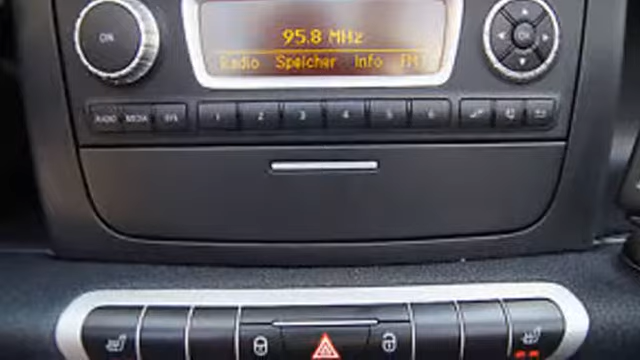 95.8 MHz
ON
OK
Radio Speicher Info FM1
RADIO MEDIA SYS 1 2 3 4 5 6